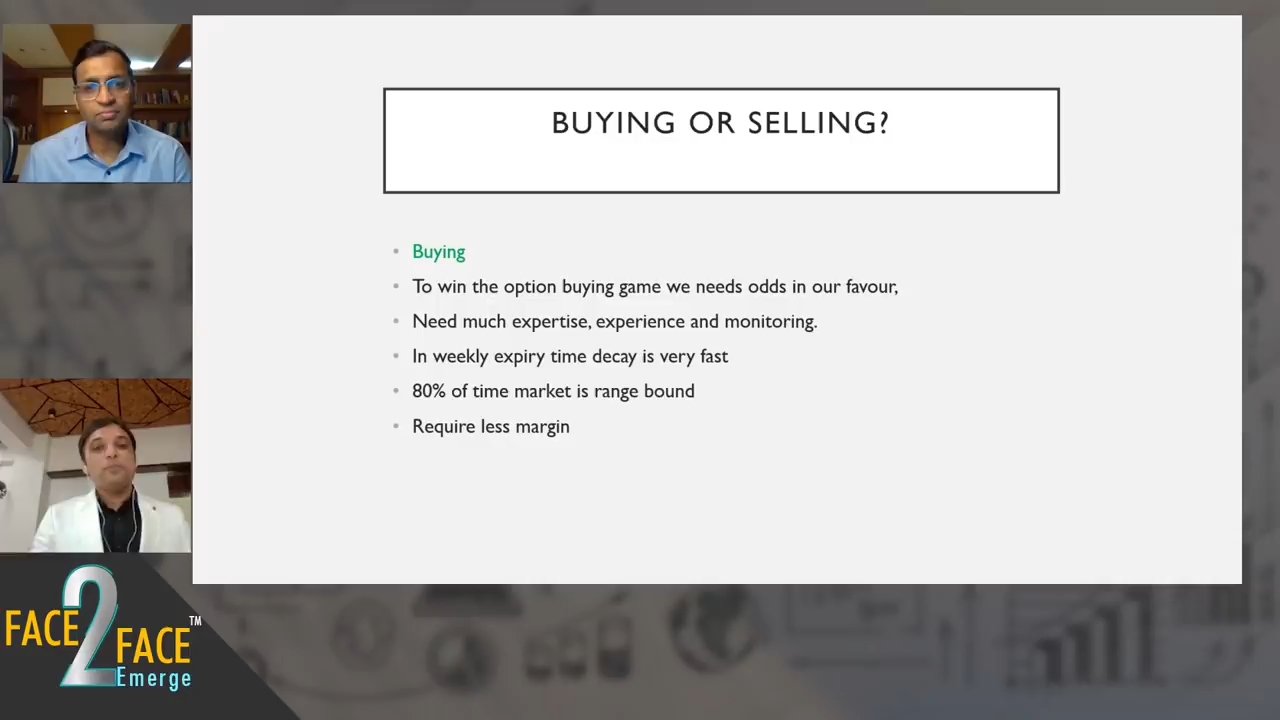 BUYING OR SELLING?
Buying
To win the option buying game we needs odds in our favour,
Need much expertise, experience and monitoring.
In weekly expiry time decay is very fast
80% of time market is range bound
Require less margin
FACE 2 FACE™
Emerge